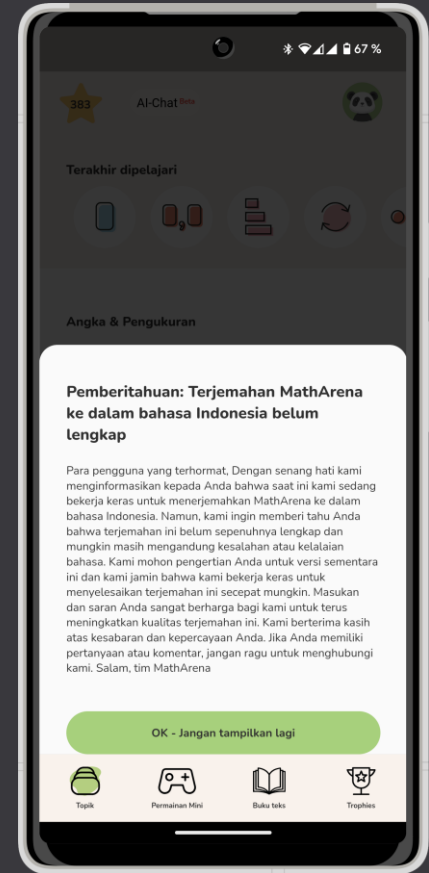 67 %
383
AI-Chat Beta
Terakhir dipelajari
Angka & Pengukuran
Pemberitahuan: Terjemahan MathArena
ke dalam bahasa Indonesia belum
lengkap
Para pengguna yang terhormat, Dengan senang hati kami
menginformasikan kepada Anda bahwa saat ini kami sedang
bekerja keras untuk menerjemahkan MathArena ke dalam
bahasa Indonesia. Namun, kami ingin memberi tahu Anda
bahwa terjemahan ini belum sepenuhnya lengkap dan
mungkin masih mengandung kesalahan atau kelalaian
bahasa. Kami mohon pengertian Anda untuk versi sementara
ini dan kami jamin bahwa kami bekerja keras untuk
menyelesaikan terjemahan ini secepat mungkin. Masukan
dan saran Anda sangat berharga bagi kami untuk terus
meningkatkan kualitas terjemahan ini. Kami berterima kasih
atas kesabaran dan kepercayaan Anda. Jika Anda memiliki
pertanyaan atau komentar, jangan ragu untuk menghubungi
kami. Salam, tim MathArena
OK - Jangan tampilkan lagi
Topik
Permainan Mini
Buku teks
Trophies